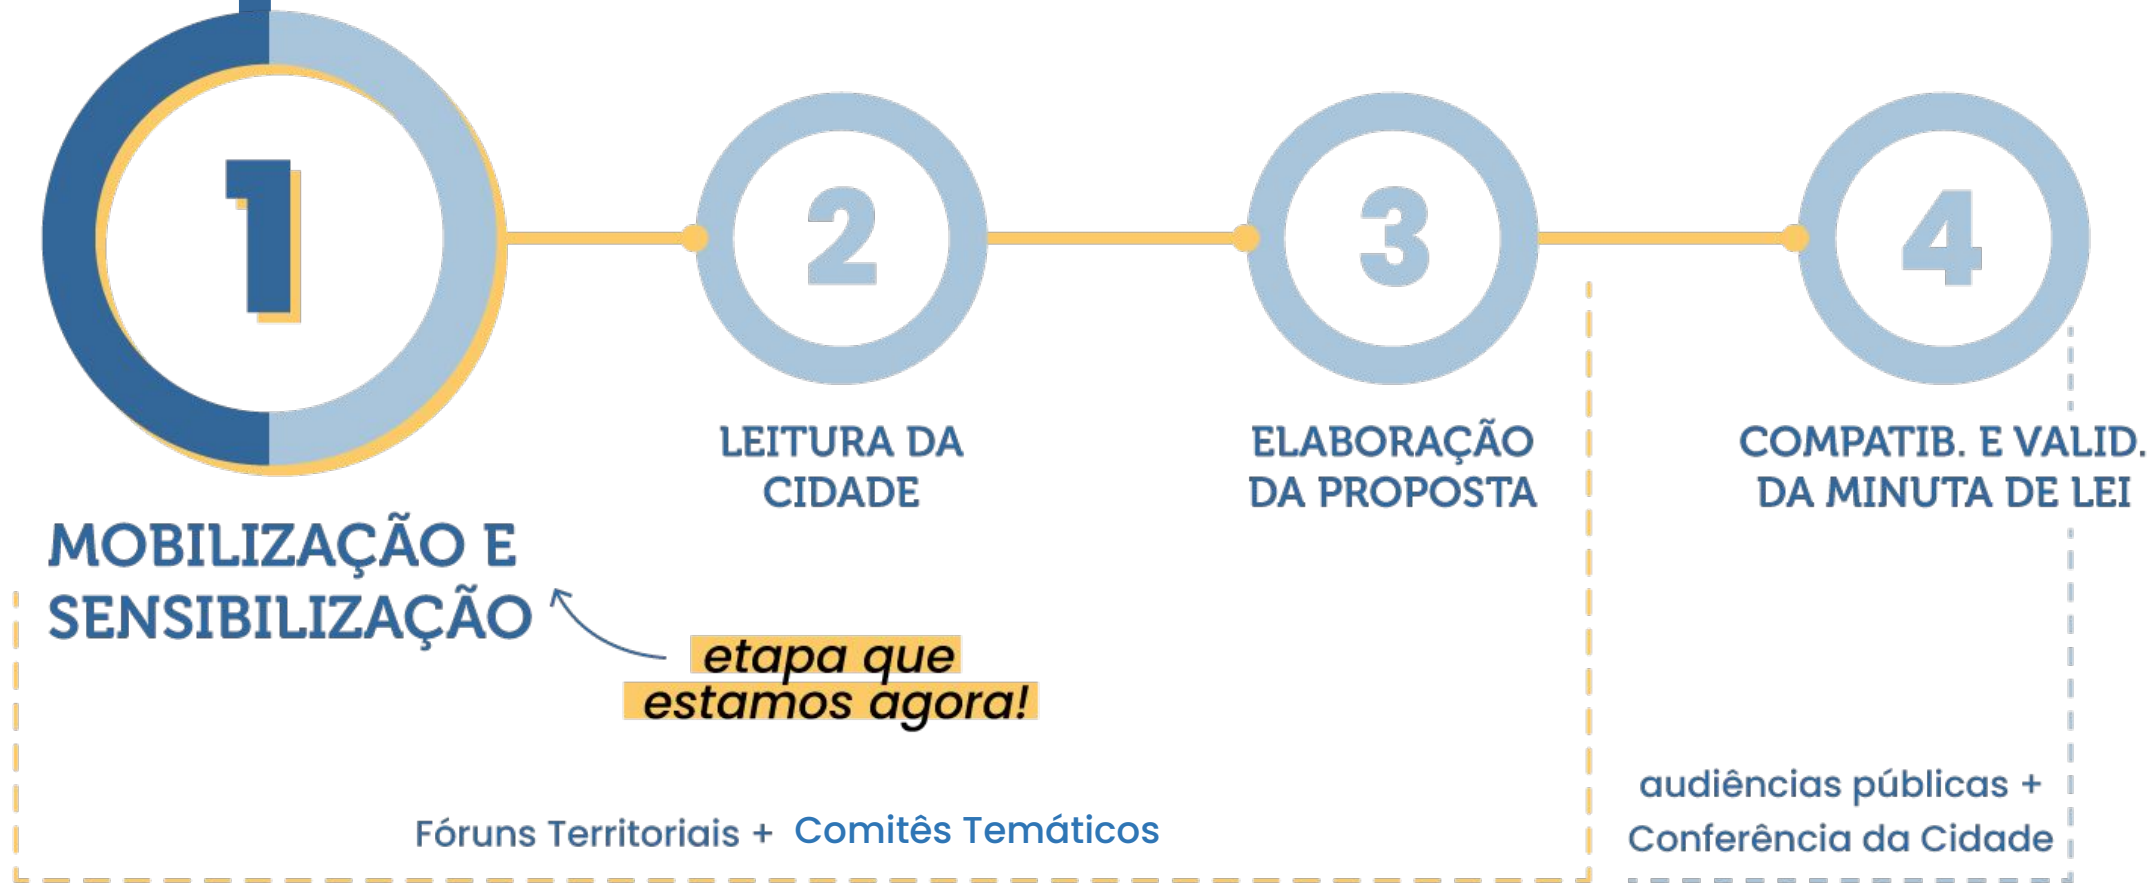 1
2
3
4
MOBILIZAÇÃO E
SENSIBILIZAÇÃO
LEITURA DA
CIDADE
ELABORAÇÃO
DA PROPOSTA
COMPATIB. E VALID.
DA MINUTA DE LEI
etapa que
estamos agora!
Fóruns Territoriais + Comitês Temáticos
audiências públicas +
Conferência da Cidade